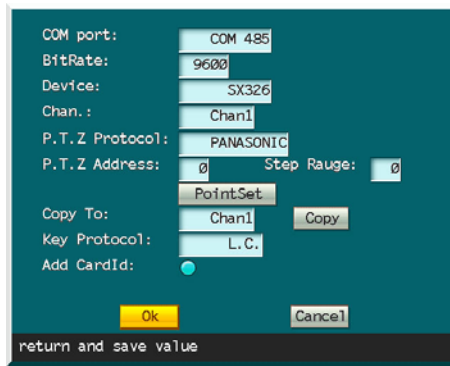 COM port: COM 485
BitRate: 9600
Device: SX326
Chan.: Chan1
P.T.Z Protocol: PANASONIC
P.T.Z Address: 0 Step Rauge: 0
PointSet
Copy To: Chan1 Copy
Key Protocol: L.C.
Add CardId:
Ok Cancel
return and save value